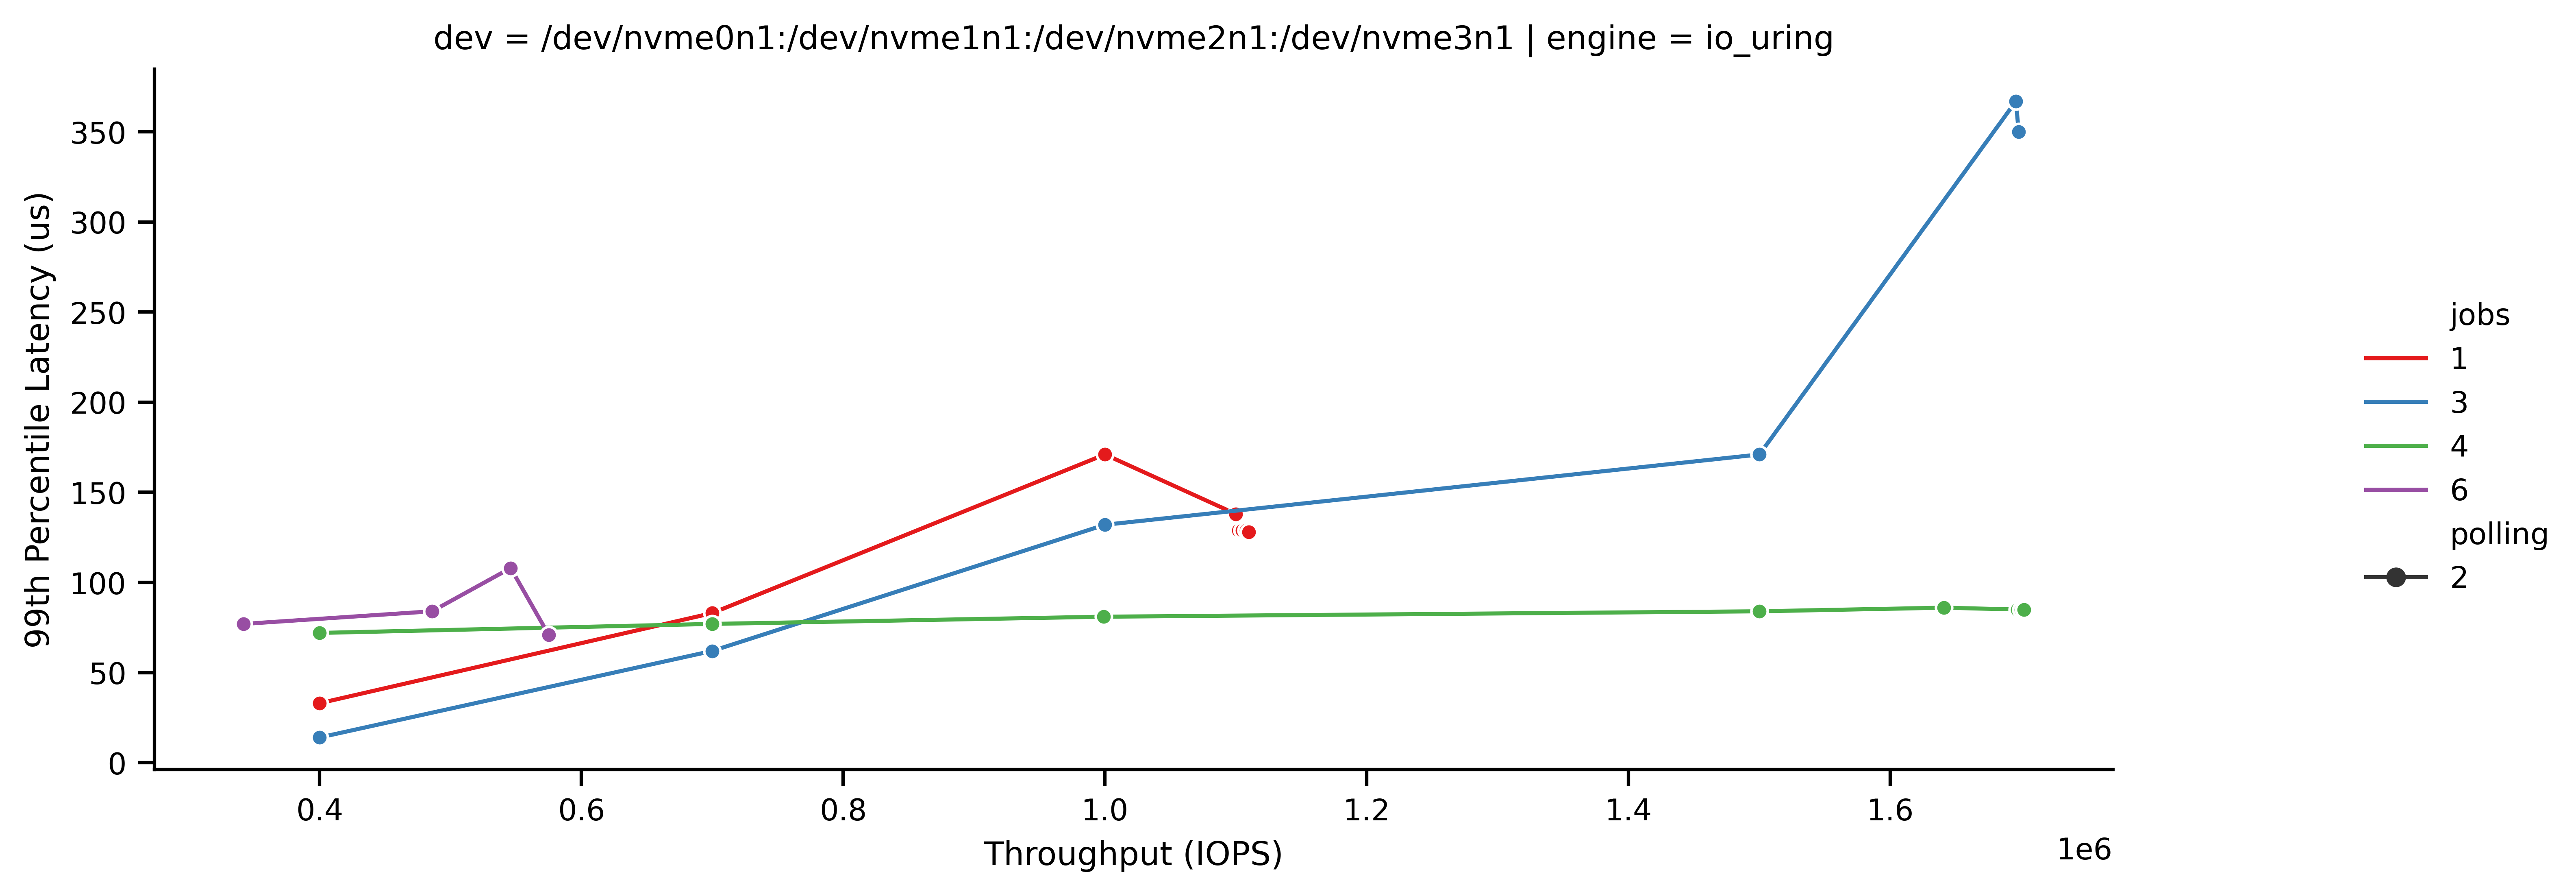 dev = /dev/nvme0n1:/dev/nvme1n1:/dev/nvme2n1:/dev/nvme3n1 | engine = io_uring
99th Percentile Latency (us)
350
300
250
200
150
100
50
0
0.4 0.6 0.8 1.0 1.2 1.4 1.6
1e6
Throughput (IOPS)
jobs
1
3
4
6
polling
2